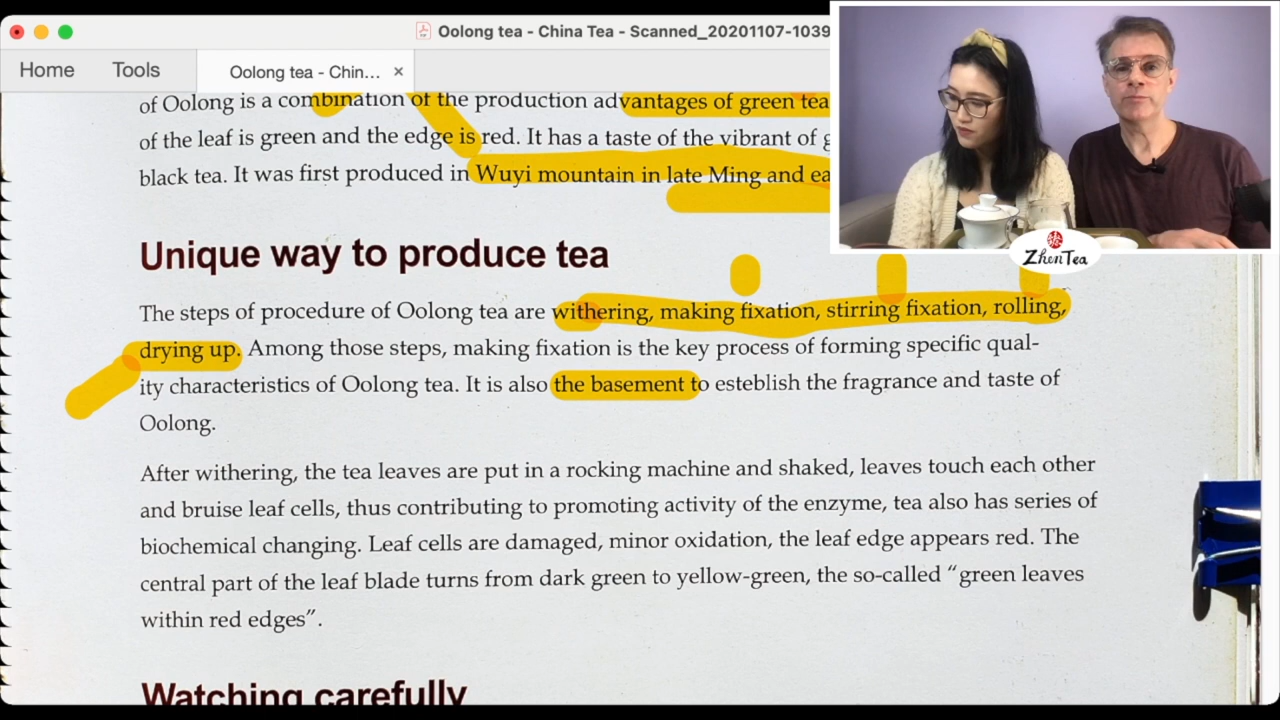 Oolong tea - China Tea - Scanned_20201107-1039
Home Tools Oolong tea - Chin... ×
of Oolong is a combination of the production advantages of green tea
of the leaf is green and the edge is red. It has a taste of the vibrant of g
black tea. It was first produced in Wuyi mountain in late Ming and ea
ZhenTea
Unique way to produce tea
The steps of procedure of Oolong tea are withering, making fixation, stirring fixation, rolling,
drying up. Among those steps, making fixation is the key process of forming specific qual-
ity characteristics of Oolong tea. It is also the basement to esteblish the fragrance and taste of
Oolong.
After withering, the tea leaves are put in a rocking machine and shaked, leaves touch each other
and bruise leaf cells, thus contributing to promoting activity of the enzyme, tea also has series of
biochemical changing. Leaf cells are damaged, minor oxidation, the leaf edge appears red. The
central part of the leaf blade turns from dark green to yellow-green, the so-called “green leaves
within red edges”.
Watching carefully